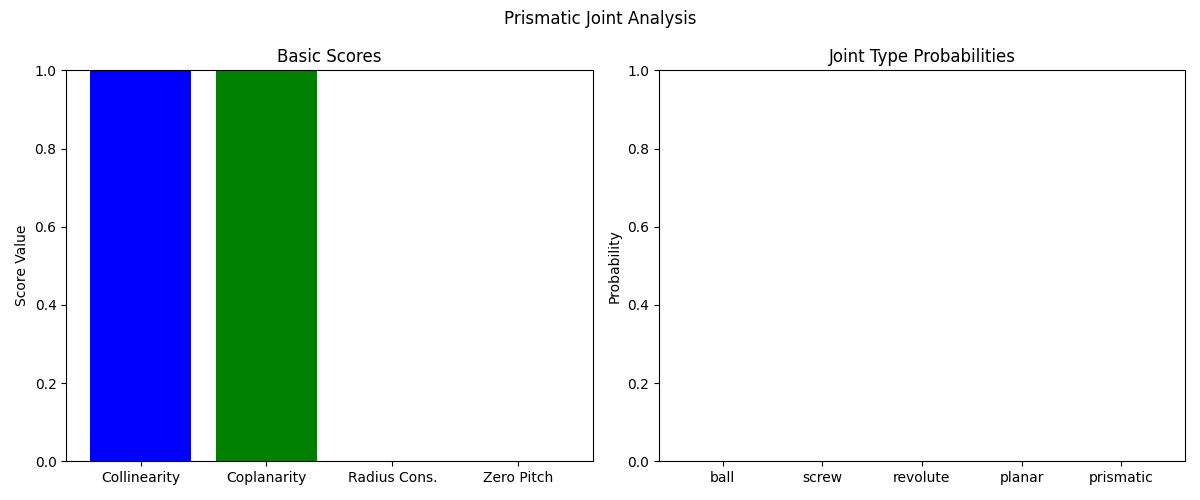 Prismatic Joint Analysis
Basic Scores
Score Value
1.0
0.8
0.6
0.4
0.2
0.0
Collinearity Coplanarity Radius Cons. Zero Pitch
Joint Type Probabilities
Probability
1.0
0.8
0.6
0.4
0.2
0.0
ball screw revolute planar prismatic